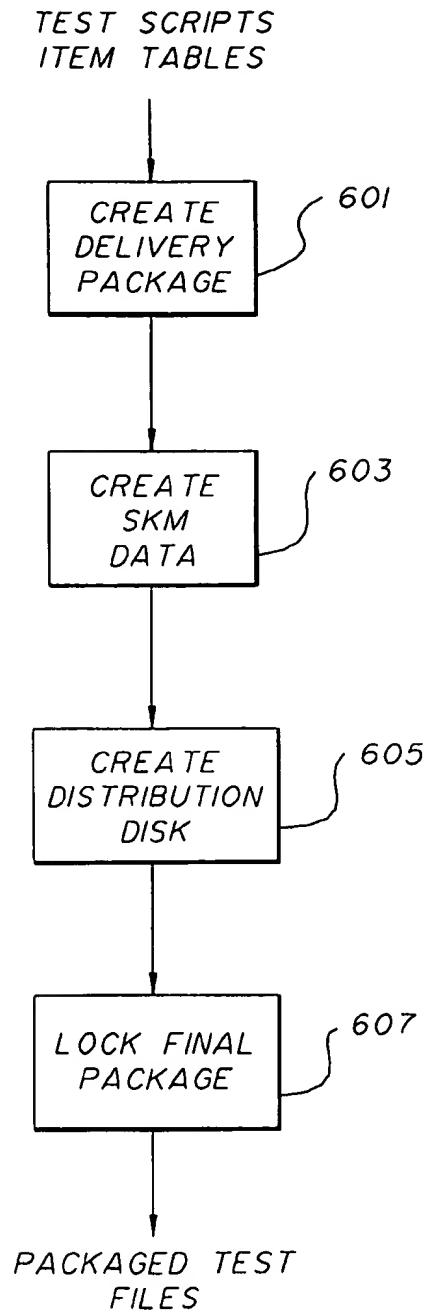 TEST SCRIPTS
ITEM TABLES
CREATE
DELIVERY
PACKAGE
601
CREATE
SKM
DATA
603
CREATE
DISTRIBUTION
DISK
605
LOCK FINAL
PACKAGE
607
PACKAGED TEST
FILES